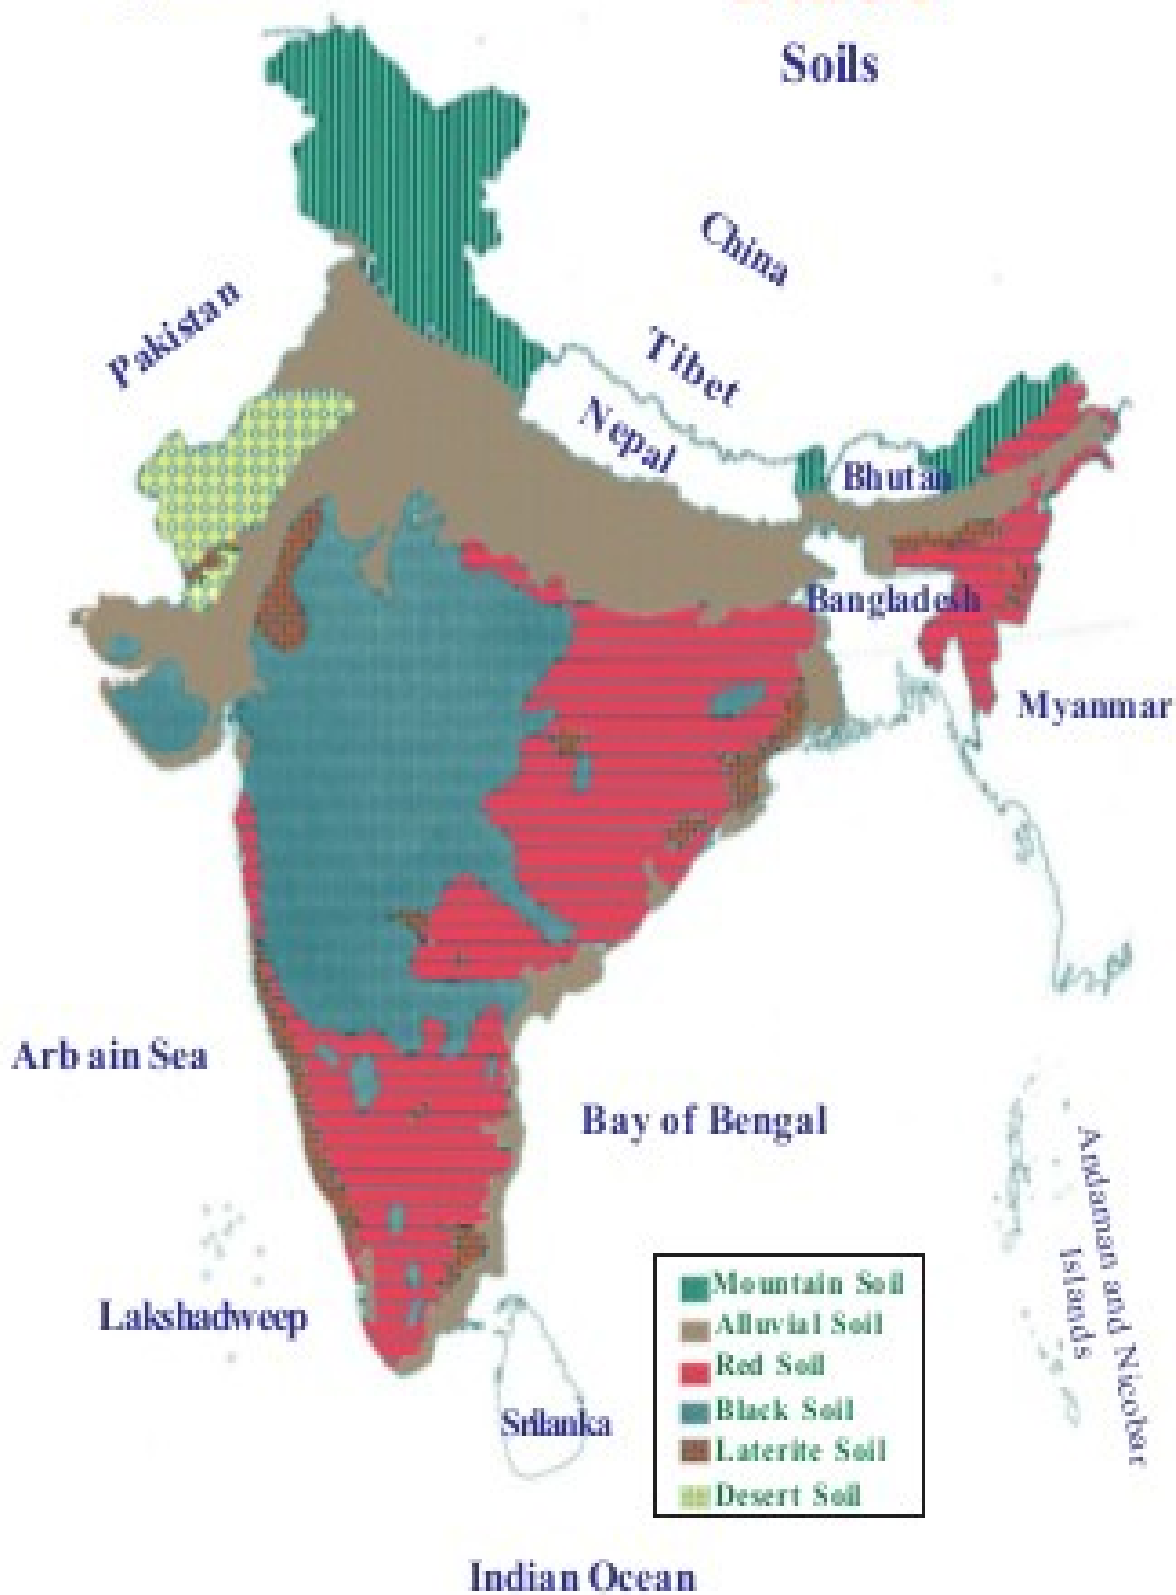 Soils
China
Pakistan
Tibet
Nepal
Bhutan
Bangladesh
Myanmar
Arb ain Sea
Bay of Bengal
Andaman and Nicobar
Islands
Lakshadweep
Srilanka
Mountain Soil
Alluvial Soil
Red Soil
Black Soil
Laterite Soil
Desert Soil
Indian Ocean